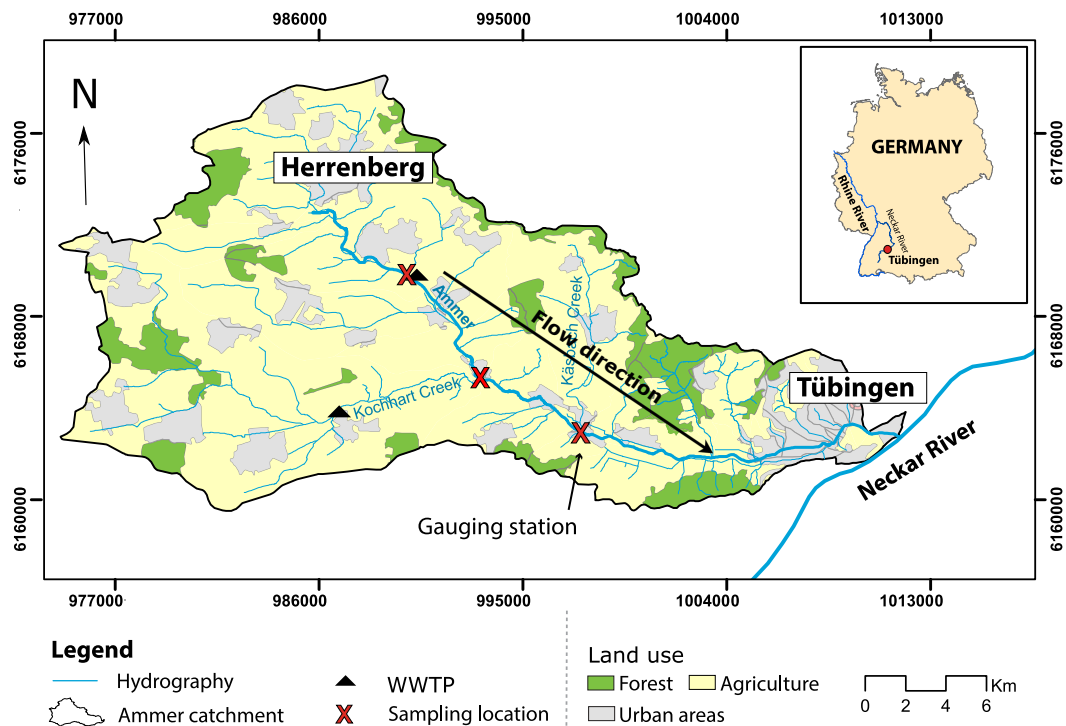 977000 986000 995000 1004000 1013000
N
6176000
6168000
6160000
Herrenberg
Ammer
Flow direction
Käsbach Creek
Kochhart Creek
Tübingen
Neckar River
Gauging station
GERMANY
Rhine River
Neckar River
Tübingen
6176000
6168000
6160000
977000 986000 995000 1004000 1013000
Legend
Hydrography
Ammer catchment
WWTP
Sampling location
Land use
Forest Agriculture
Urban areas
Km
0 2 4 6